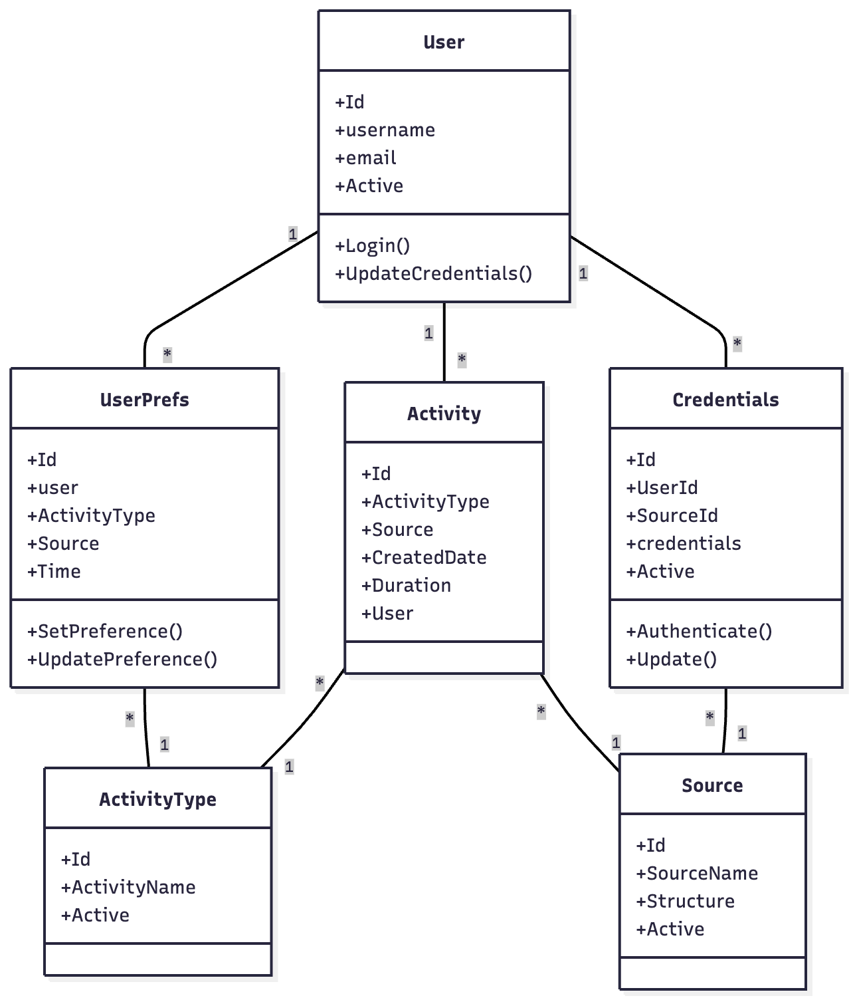 User
+Id
+username
+email
+Active
+Login()
+UpdateCredentials()
1
1
1
*
*
*
UserPrefs
+Id
+user
+ActivityType
+Source
+Time
+SetPreference()
+UpdatePreference()
Activity
+Id
+ActivityType
+Source
+CreatedDate
+Duration
+User
Credentials
+Id
+UserId
+SourceId
+credentials
+Active
+Authenticate()
+Update()
*
1
*
1
*
1
*
1
ActivityType
+Id
+ActivityName
+Active
Source
+Id
+SourceName
+Structure
+Active